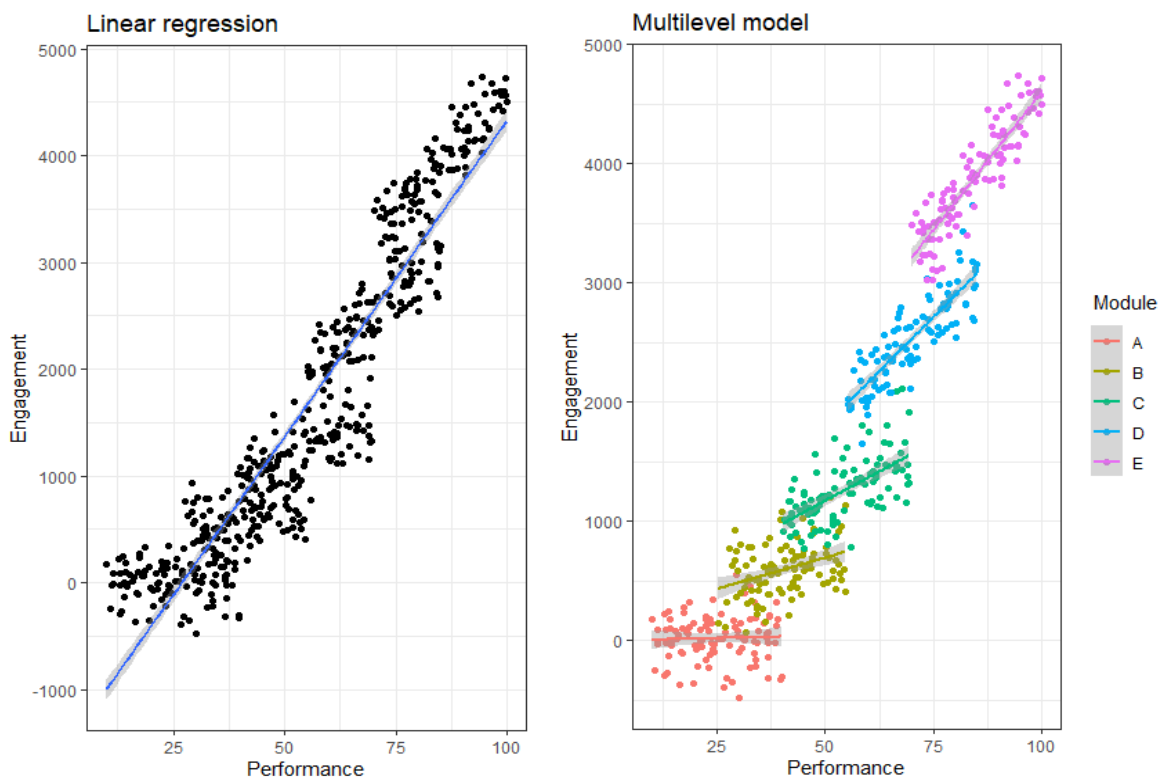 Linear regression
Multilevel model
5000
4000
3000
2000
1000
0
-1000
Engagement
25
50
75
100
Performance
5000
4000
3000
2000
1000
0
Engagement
25
50
75
100
Performance
Module
A
B
C
D
E